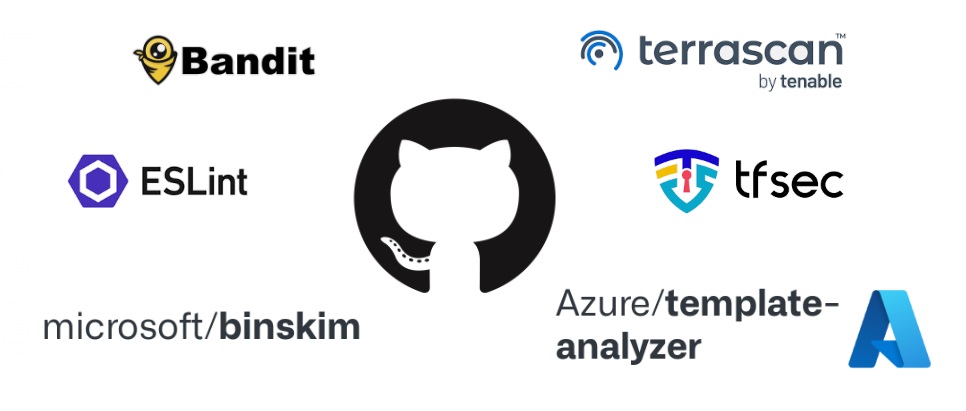 Bandit
terrascan™
by tenable
ESLint
tfsec
microsoft/binskim
Azure/template-
analyzer